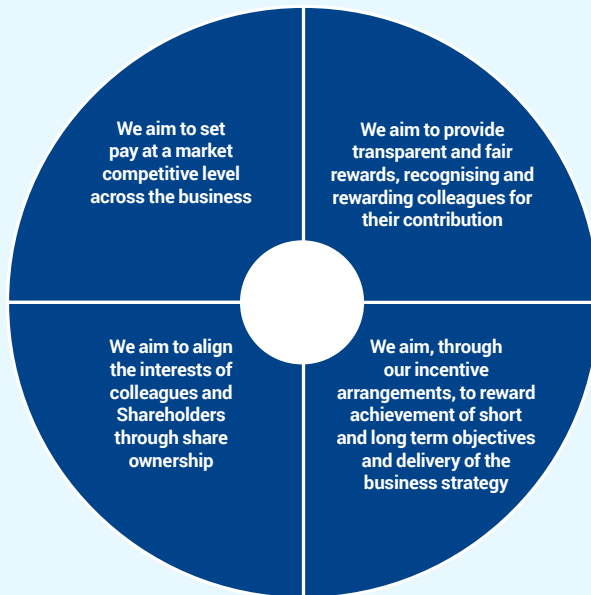 We aim to set
pay at a market
competitive level
across the business
We aim to provide
transparent and fair
rewards, recognising and
rewarding colleagues for
their contribution
We aim to align
the interests of
colleagues and
Shareholders
through share
ownership
We aim, through
our incentive
arrangements, to reward
achievement of short
and long term objectives
and delivery of the
business strategy